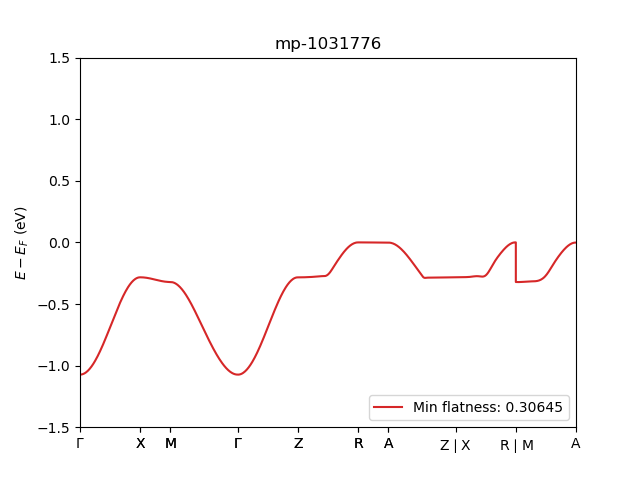 mp-1031776
E − E_F (eV)
1.5
1.0
0.5
0.0
−0.5
−1.0
−1.5
Min flatness: 0.30645
Γ X M Γ Z R A Z | X R | M A